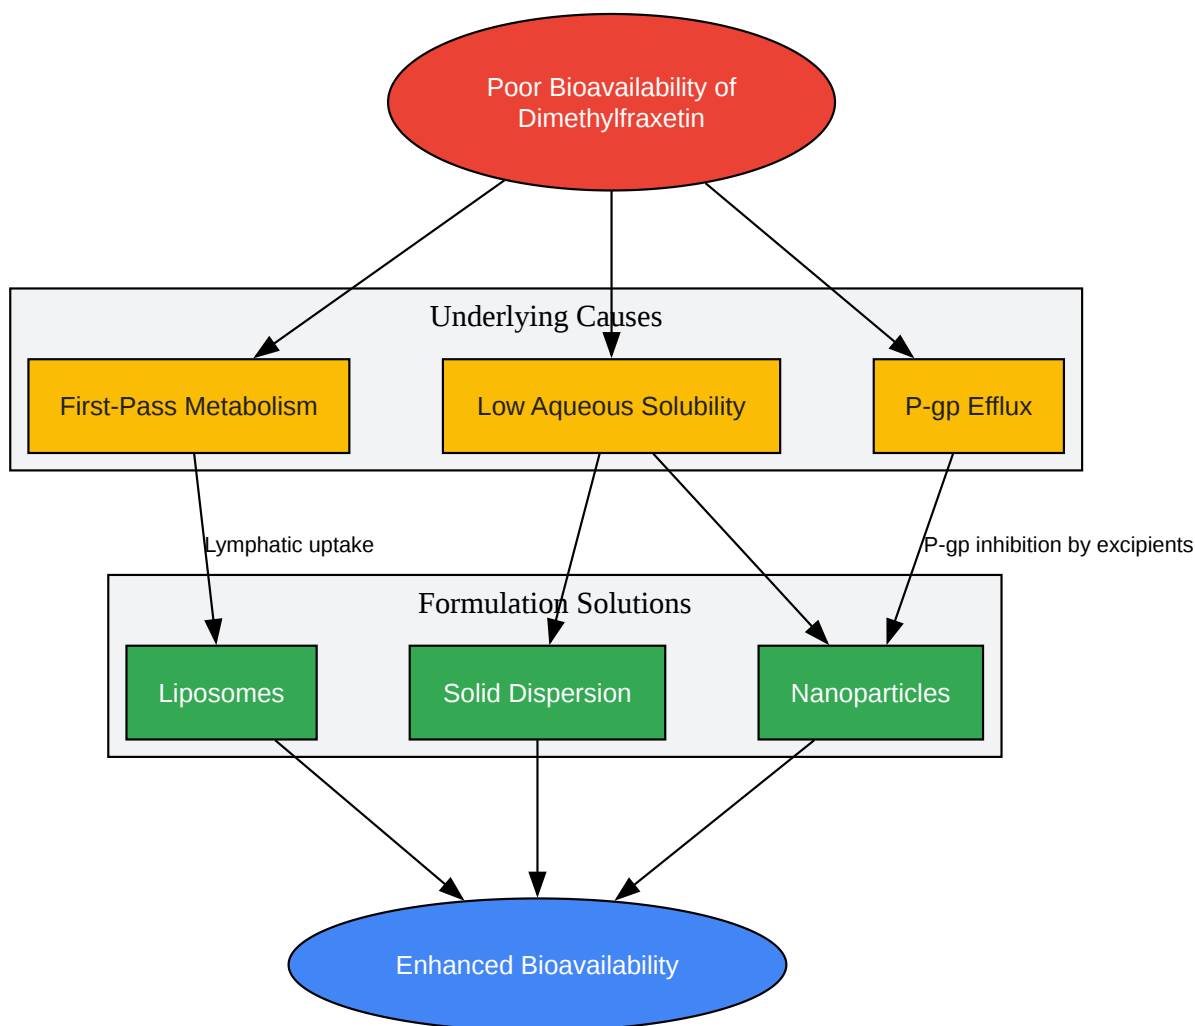 Poor Bioavailability of
Dimethylfraxetin
Underlying Causes
First-Pass Metabolism
Low Aqueous Solubility
P-gp Efflux
Lymphatic uptake
P-gp inhibition by excipients
Formulation Solutions
Liposomes
Solid Dispersion
Nanoparticles
Enhanced Bioavailability